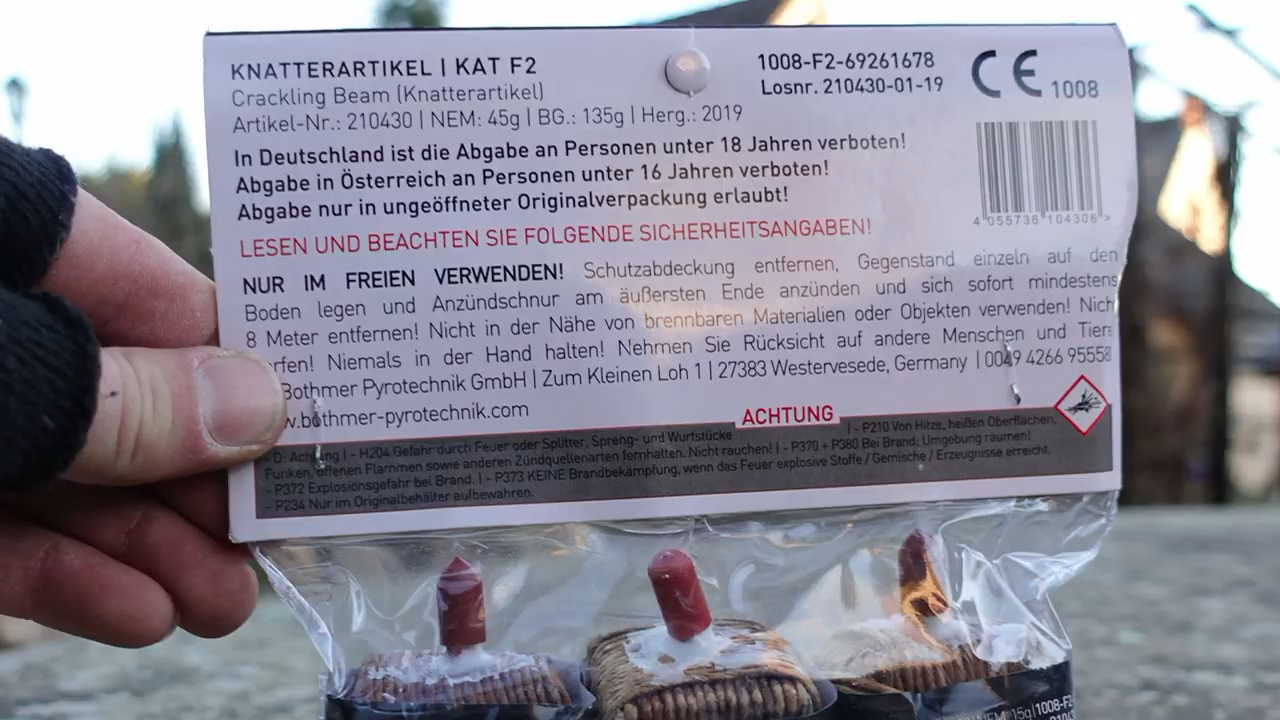 KNATTERARTIKEL | KAT F2
Crackling Beam (Knatterartikel)
Artikel-Nr.: 210430 | NEM: 45g | BG.: 135g | Herg.: 2019
1008-F2-69261678
Losnr. 210430-01-19
CE 1008
4 055736 104306 >
In Deutschland ist die Abgabe an Personen unter 18 Jahren verboten!
Abgabe in Österreich an Personen unter 16 Jahren verboten!
Abgabe nur in ungeöffneter Originalverpackung erlaubt!
LESEN UND BEACHTEN SIE FOLGENDE SICHERHEITSANGABEN!
NUR IM FREIEN VERWENDEN! Schutzabdeckung entfernen, Gegenstand einzeln auf den
Boden legen und Anzündschnur am äußersten Ende anzünden und sich sofort mindestens
8 Meter entfernen! Nicht in der Nähe von brennbaren Materialien oder Objekten verwenden! Nich
rfen! Niemals in der Hand halten! Nehmen Sie Rücksicht auf andere Menschen und Tiere
Bothmer Pyrotechnik GmbH | Zum Kleinen Loh 1 | 27383 Westervesede, Germany | 0049 4266 95558
w.bothmer-pyrotechnik.com
ACHTUNG
- D: Achtung | - H204 Gefahr durch Feuer oder Splitter, Spreng- und Wurfstücke | - P210 Von Hitze, heißen Oberflächen,
Funken, offenen Flammen sowie anderen Zündquellenarten fernhalten. Nicht rauchen! | - P370 + P380 Bei Brand: Umgebung räumen!
- P372 Explosionsgefahr bei Brand. | - P373 KEINE Brandbekämpfung, wenn das Feuer explosive Stoffe / Gemische / Erzeugnisse erreicht.
- P234 Nur im Originalbehälter aufbewahren.
NEM: 15g | 1008-F2-
21043